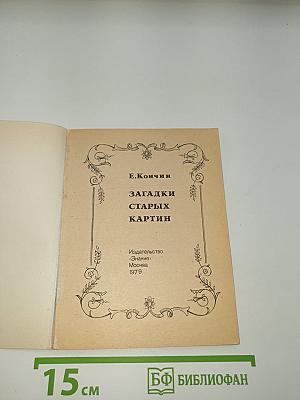 Е. Кончин
ЗАГАДКИ
СТАРЫХ
КАРТИН
Издательство
«Знание»
Москва
1979
15 см
БФ БИБЛИОФАН